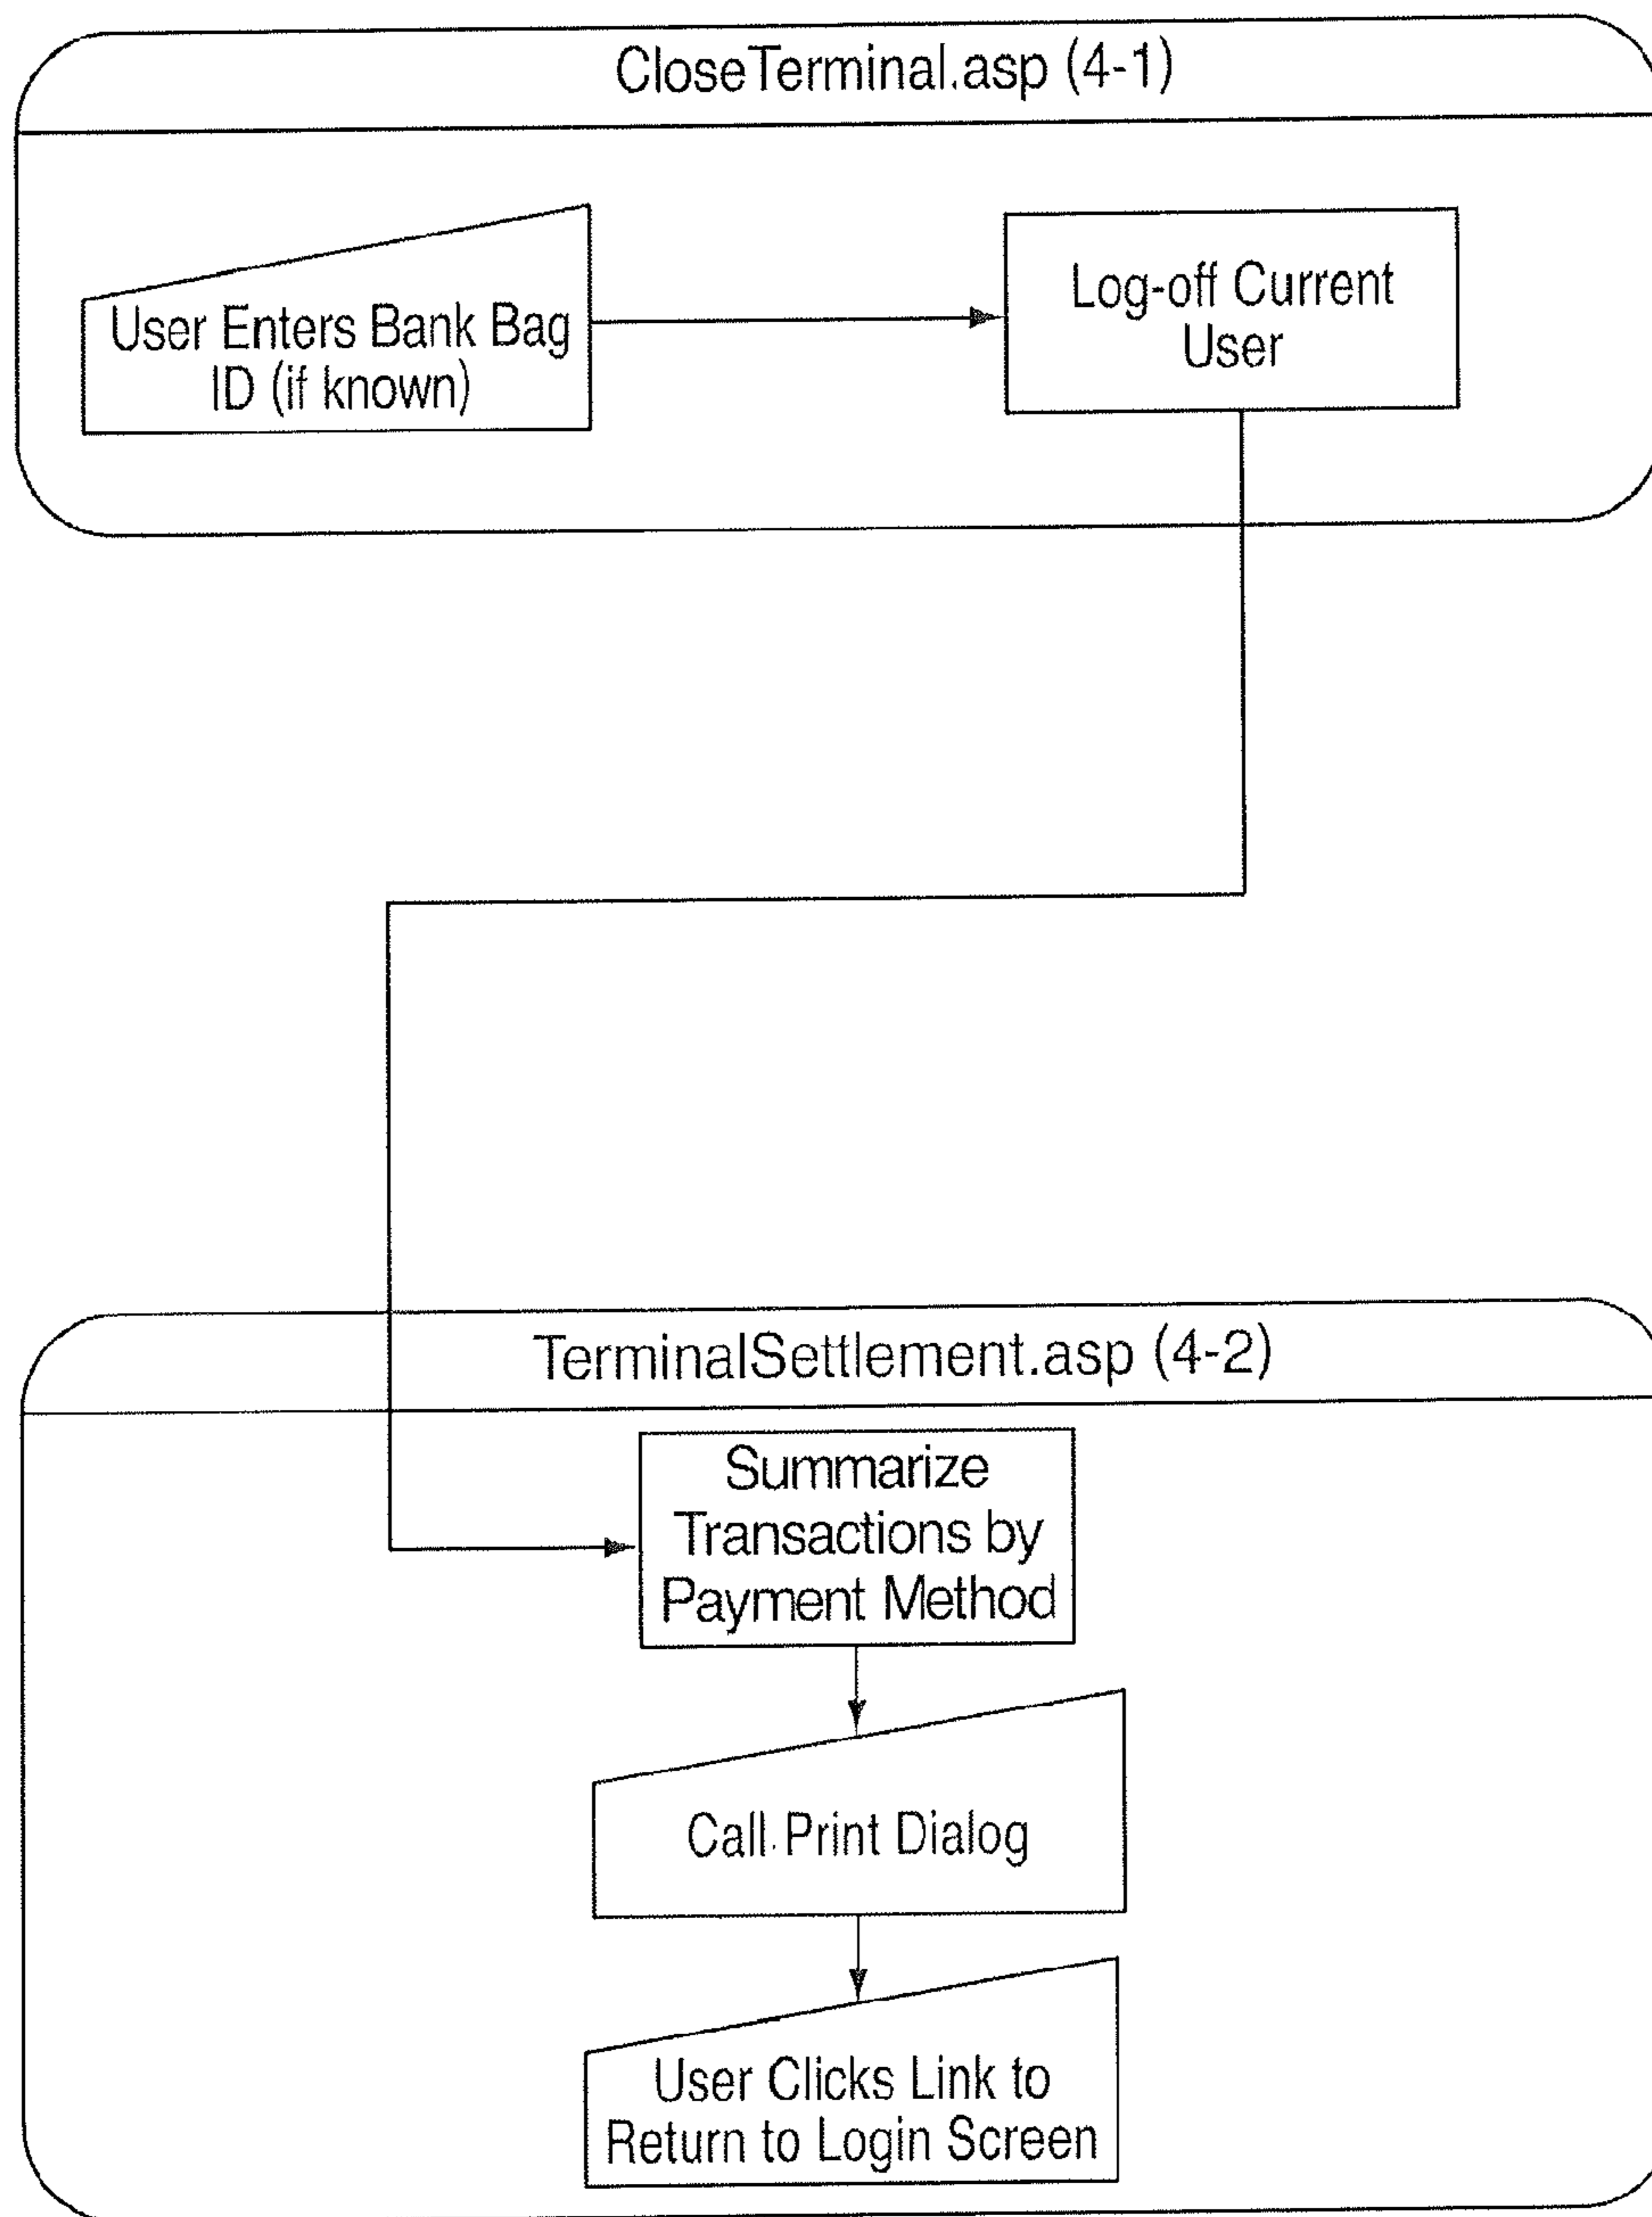 CloseTerminal.asp (4-1)
User Enters Bank Bag
ID (if known)
Log-off Current
User
TerminalSettlement.asp (4-2)
Summarize
Transactions by
Payment Method
Call Print Dialog
User Clicks Link to
Return to Login Screen